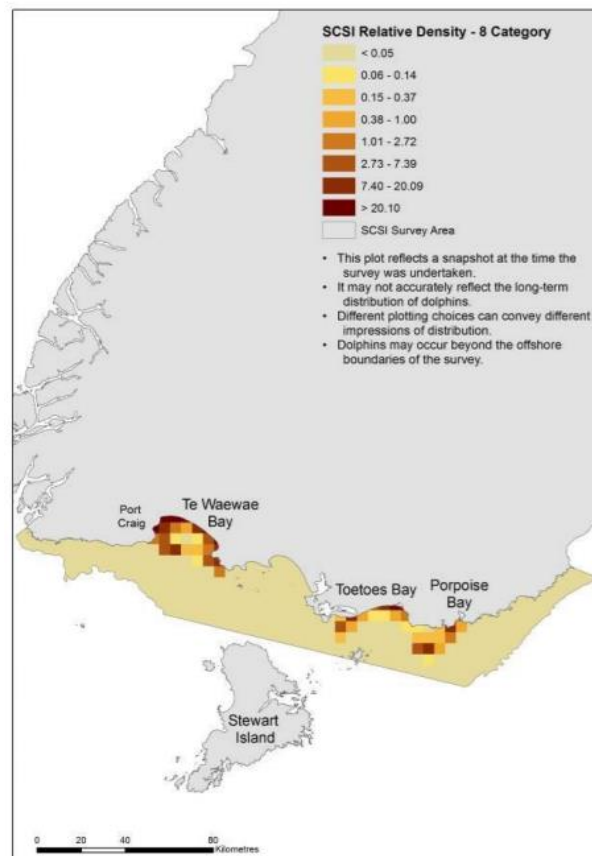 SCSI Relative Density - 8 Category
< 0.05
0.06 - 0.14
0.15 - 0.37
0.38 - 1.00
1.01 - 2.72
2.73 - 7.39
7.40 - 20.09
> 20.10
SCSI Survey Area
• This plot reflects a snapshot at the time the
survey was undertaken.
• It may not accurately reflect the long-term
distribution of dolphins.
• Different plotting choices can convey different
impressions of distribution.
• Dolphins may occur beyond the offshore
boundaries of the survey.
Port
Craig
Te Waewae
Bay
Toetoes Bay
Porpoise
Bay
Stewart
Island
0 20 40 80
Kilometres